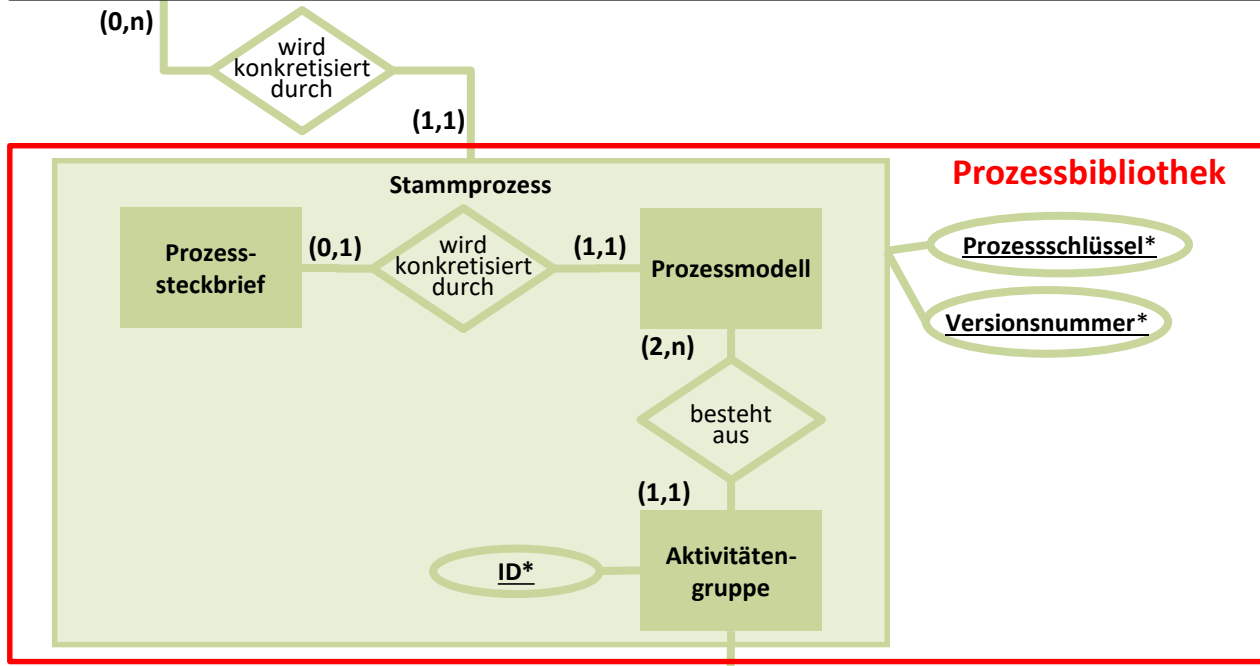 (0,n)
wird
konkretisiert
durch
(1,1)
Prozessbibliothek
Stammprozess
Prozess-
steckbrief
(0,1)
wird
konkretisiert
durch
(1,1)
Prozessmodell
Prozessschlüssel*
Versionsnummer*
(2,n)
besteht
aus
(1,1)
ID*
Aktivitäten-
gruppe